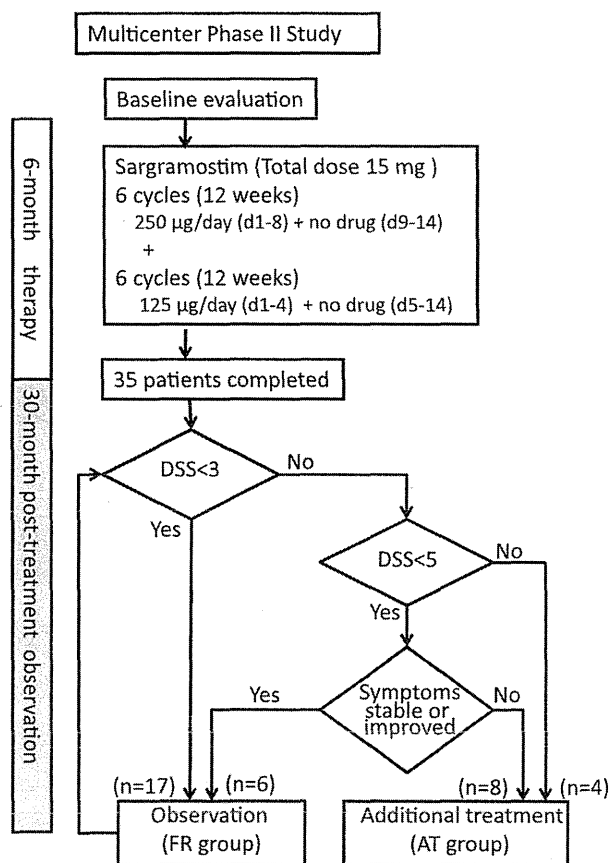 Multicenter Phase II Study
Baseline evaluation
6-month therapy
Sargramostim (Total dose 15 mg )
6 cycles (12 weeks)
250 µg/day (d1-8) + no drug (d9-14)
+
6 cycles (12 weeks)
125 µg/day (d1-4) + no drug (d5-14)
35 patients completed
30-month post-treatment observation
DSS<3
No
Yes
DSS<5
No
Yes
Symptoms
stable or
improved
Yes
No
(n=17)
(n=6)
(n=8)
(n=4)
Observation
(FR group)
Additional treatment
(AT group)